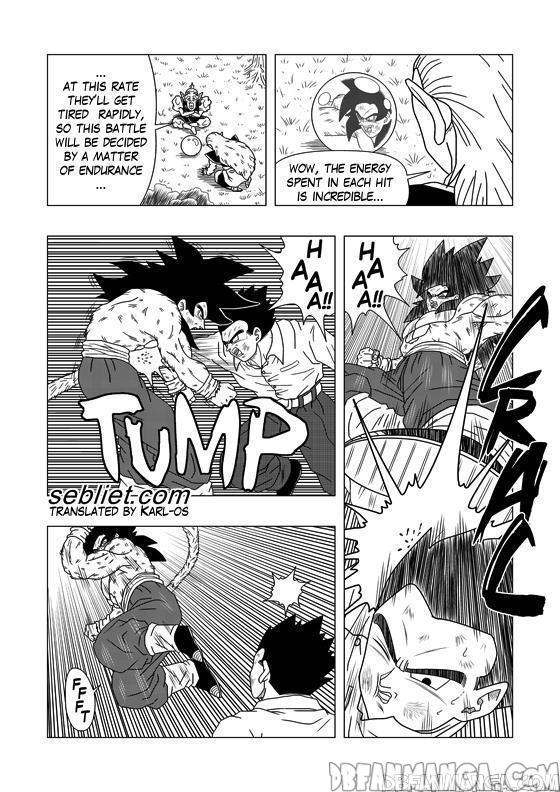 ...
AT THIS RATE
THEY'LL GET
TIRED RAPIDLY,
SO THIS BATTLE
WILL BE DECIDED
BY A MATTER
OF ENDURANCE
...
WOW, THE ENERGY
SPENT IN EACH HIT
IS INCREDIBLE...
HAAA!!
TUMP
sebliet.com
TRANSLATED BY KARL-OS
HAAA!!
CRAC
FFFT
DBFANMANGA.COM